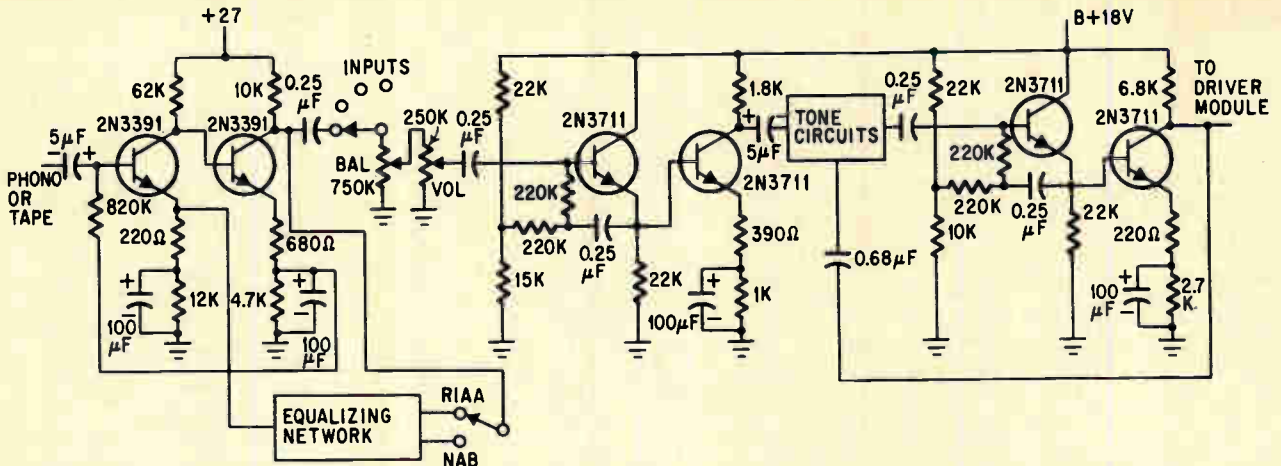 +27
B+18V
62K
10K
0.25 μF
INPUTS
2N3391
2N3391
5μF
+
PHONO OR TAPE
820K
220Ω
+
-
100 μF
12K
680Ω
4.7K
+
-
100 μF
BAL 750K
250K
VOL
0.25 μF
22K
2N3711
220K
220K
0.25 μF
15K
22K
1.8K
2N3711
390Ω
+
-
100μF
1K
+
5μF
TONE CIRCUITS
0.68μF
0.25 μF
22K
2N3711
220K
220K
0.25 μF
10K
22K
6.8K
2N3711
220Ω
+
-
100 μF
2.7 K.
TO DRIVER MODULE
EQUALIZING NETWORK
RIAA
NAB